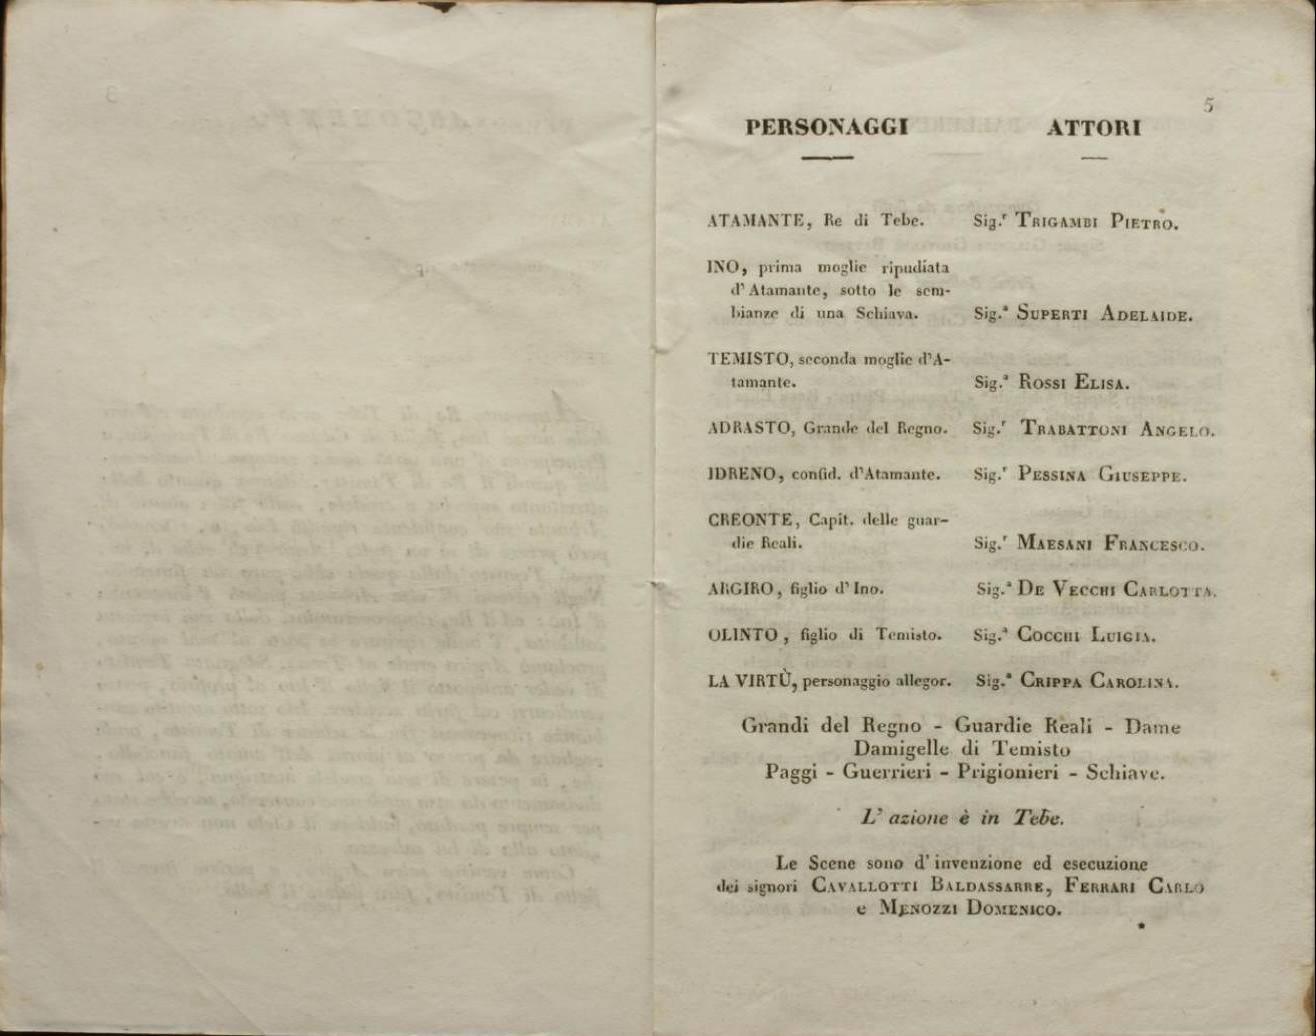 5
PERSONAGGI ATTORI
ATAMANTE, Re di Tebe. Sig.r TRIGAMBI PIETRO.
INO, prima moglie ripudiata
d'Atamante, sotto le sem-
bianze di una Schiava. Sig.a SUPERTI ADELAIDE.
TEMISTO, seconda moglie d'A-
tamante. Sig.a ROSSI ELISA.
ADRASTO, Grande del Regno. Sig.r TRABATTONI ANGELO.
IDRENO, confid. d'Atamante. Sig.r PESSINA GIUSEPPE.
CREONTE, Capit. delle guar-
die Reali. Sig.r MAESANI FRANCESCO.
ARGIRO, figlio d'Ino. Sig.a DE VECCHI CARLOTTA.
OLINTO, figlio di Temisto. Sig.a COCCHI LUIGIA.
LA VIRTÙ, personaggio allegor. Sig.a CRIPPA CAROLINA.
Grandi del Regno - Guardie Reali - Dame
Damigelle di Temisto
Paggi - Guerrieri - Prigionieri - Schiave.
L'azione è in Tebe.
Le Scene sono d'invenzione ed esecuzione
dei signori CAVALLOTTI BALDASSARRE, FERRARI CARLO
e MENOZZI DOMENICO.
*